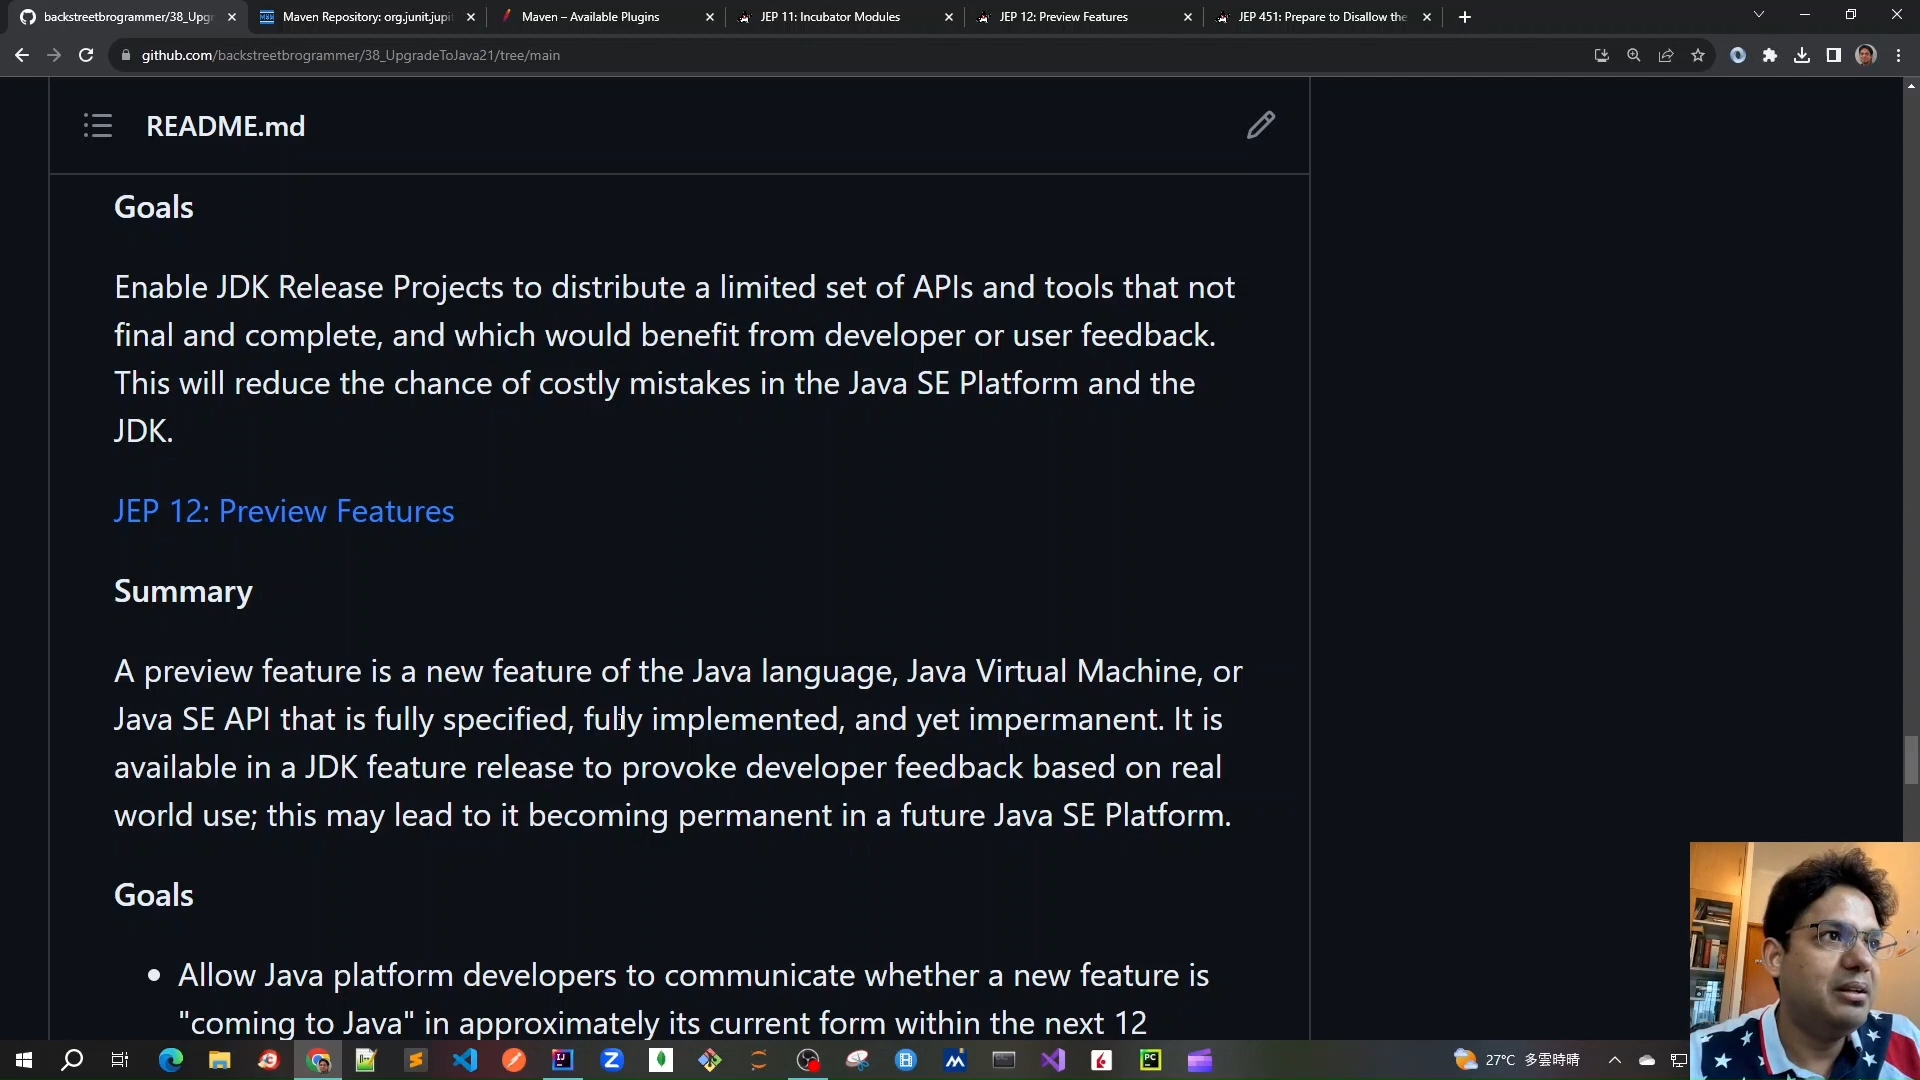 backstreetbrogrammer/38_Upgr
Maven Repository: org.junit.jupit
Maven – Available Plugins
JEP 11: Incubator Modules
JEP 12: Preview Features
JEP 451: Prepare to Disallow the
github.com/backstreetbrogrammer/38_UpgradeToJava21/tree/main
README.md
Goals
Enable JDK Release Projects to distribute a limited set of APIs and tools that not
final and complete, and which would benefit from developer or user feedback.
This will reduce the chance of costly mistakes in the Java SE Platform and the
JDK.
JEP 12: Preview Features
Summary
A preview feature is a new feature of the Java language, Java Virtual Machine, or
Java SE API that is fully specified, fully implemented, and yet impermanent. It is
available in a JDK feature release to provoke developer feedback based on real
world use; this may lead to it becoming permanent in a future Java SE Platform.
Goals
Allow Java platform developers to communicate whether a new feature is
"coming to Java" in approximately its current form within the next 12
27°C 多雲時晴